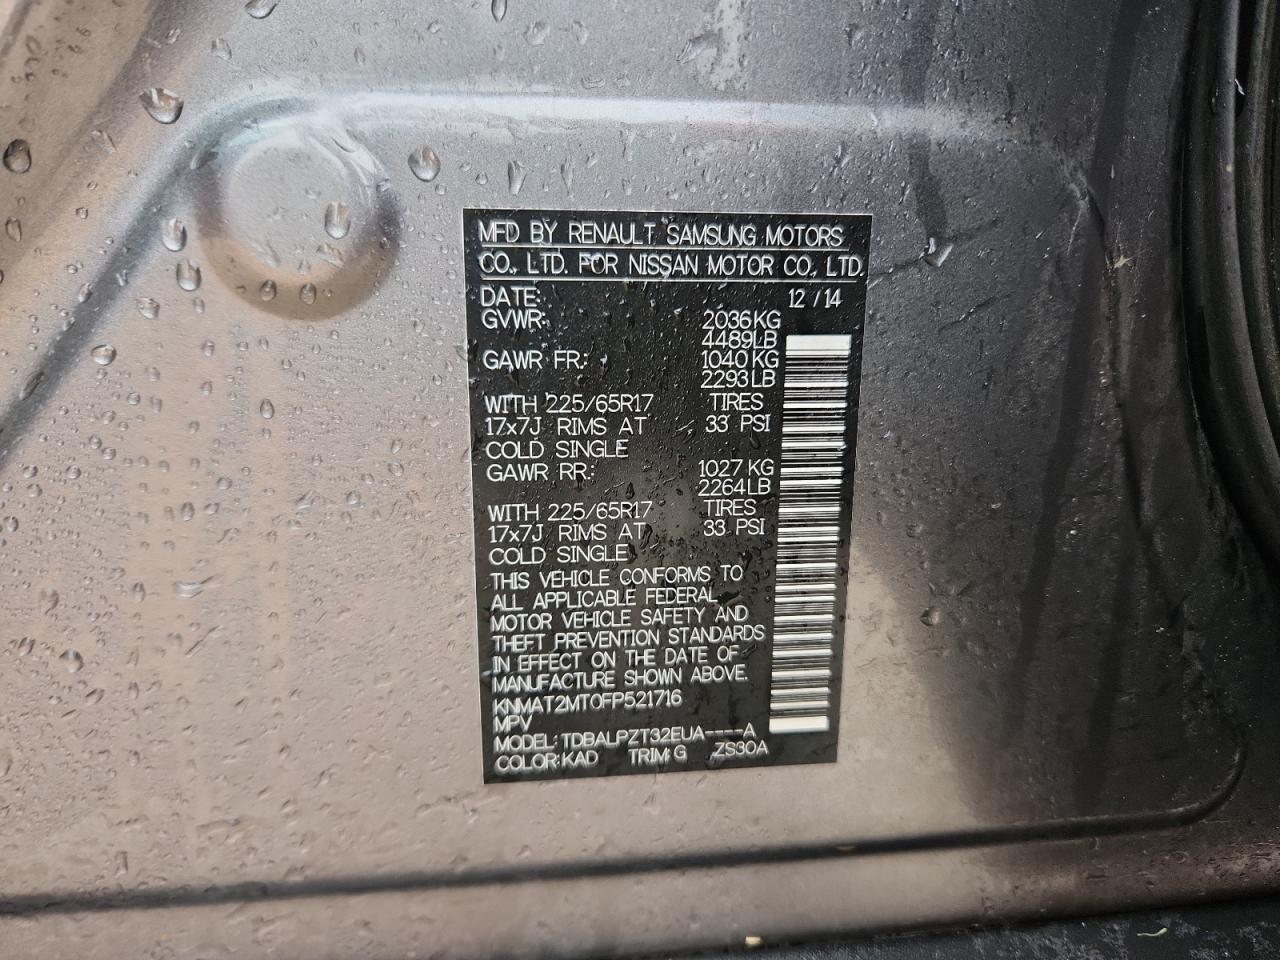 MFD BY RENAULT SAMSUNG MOTORS
CO., LTD. FOR NISSAN MOTOR CO., LTD.
DATE: 12 /14
GVWR: 2036KG
4489LB
GAWR FR: 1040KG
2293LB
WITH 225/65R17 TIRES
17x7J RIMS AT 33 PSI
COLD SINGLE
GAWR RR: 1027KG
2264LB
WITH 225/65R17 TIRES
17x7J RIMS AT 33 PSI
COLD SINGLE
THIS VEHICLE CONFORMS TO
ALL APPLICABLE FEDERAL
MOTOR VEHICLE SAFETY AND
THEFT PREVENTION STANDARDS
IN EFFECT ON THE DATE OF
MANUFACTURE SHOWN ABOVE.
KNMAT2MT0FP521716
MPV
MODEL: TDBALPZT32EUA----A
COLOR:KAD TRIM:G ZS30A